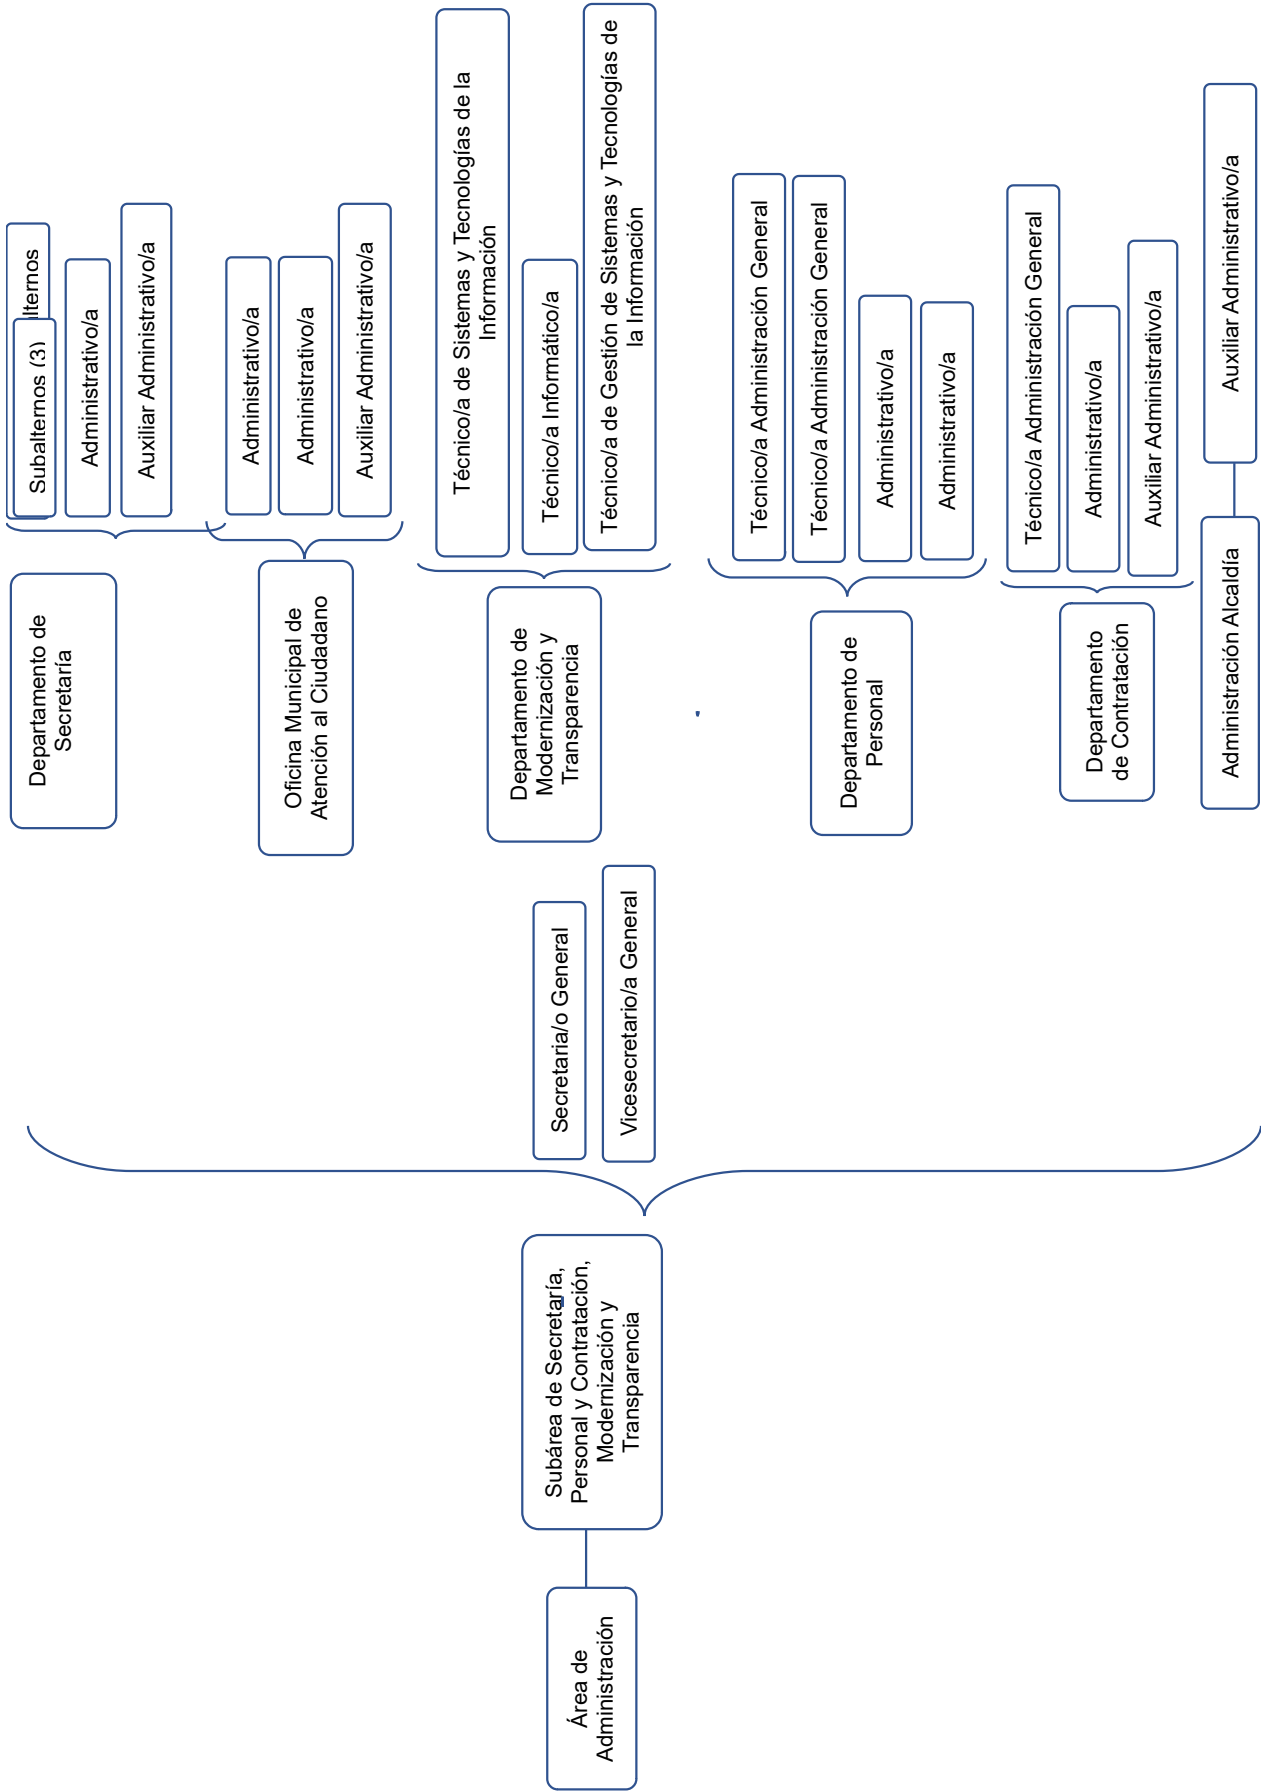 Área de
Administración
Subárea de Secretaría,
Personal y Contratación,
Modernización y
Transparencia
Secretaria/o General
Vicesecretario/a General
Departamento de
Secretaría
lternos
Subalternos (3)
Administrativo/a
Auxiliar Administrativo/a
Oficina Municipal de
Atención al Ciudadano
Administrativo/a
Administrativo/a
Auxiliar Administrativo/a
Departamento de
Modernización y
Transparencia
Técnico/a de Sistemas y Tecnologías de la
Información
Técnico/a Informático/a
Técnico/a de Gestión de Sistemas y Tecnologías de
la Información
Departamento de
Personal
Técnico/a Administración General
Técnico/a Administración General
Administrativo/a
Administrativo/a
Departamento
de Contratación
Técnico/a Administración General
Administrativo/a
Auxiliar Administrativo/a
Administración Alcaldía
Auxiliar Administrativo/a